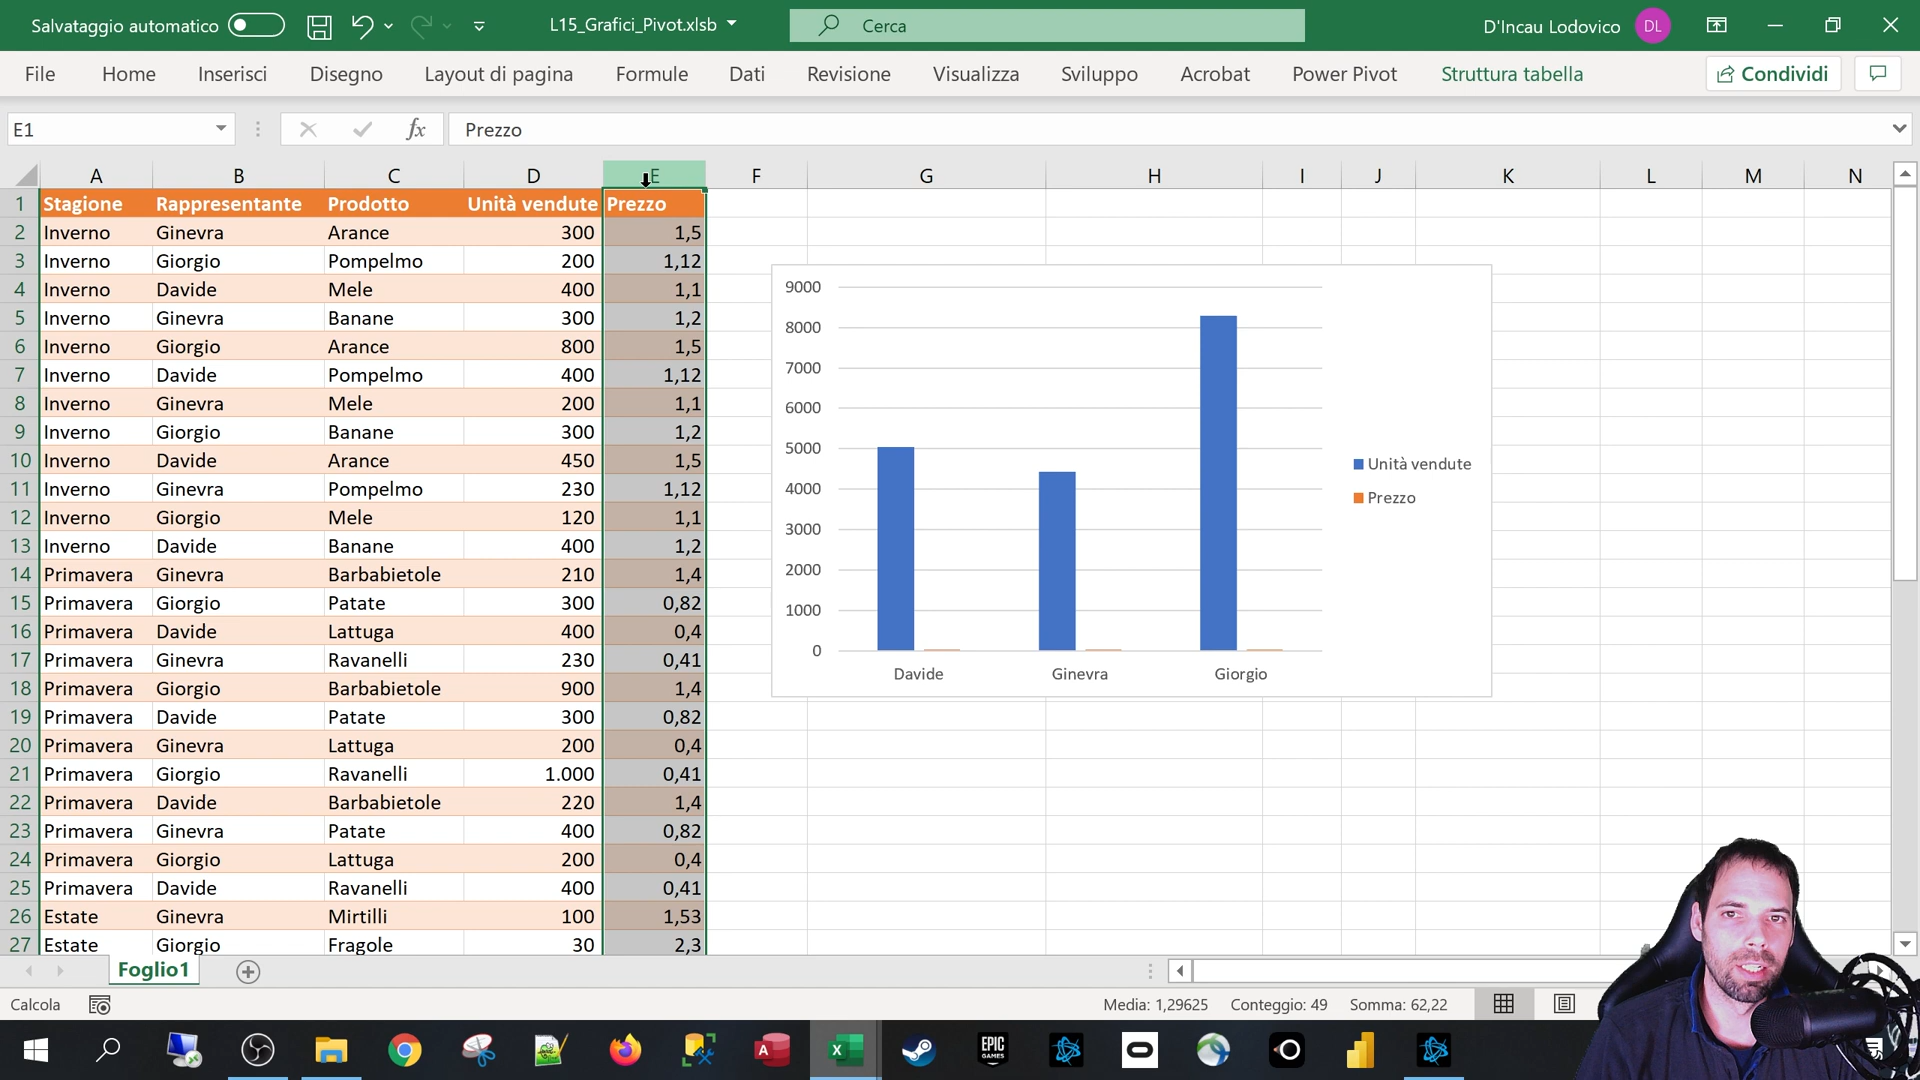 Salvataggio automatico L15_Grafici_Pivot.xlsb Cerca D'Incau Lodovico DL
File Home Inserisci Disegno Layout di pagina Formule Dati Revisione Visualizza Sviluppo Acrobat Power Pivot Struttura tabella Condividi
E1 fx Prezzo
A B C D E F G H I J K L M N
1 Stagione Rappresentante Prodotto Unità vendute Prezzo
2 Inverno Ginevra Arance 300 1,5
3 Inverno Giorgio Pompelmo 200 1,12
4 Inverno Davide Mele 400 1,1
5 Inverno Ginevra Banane 300 1,2
6 Inverno Giorgio Arance 800 1,5
7 Inverno Davide Pompelmo 400 1,12
8 Inverno Ginevra Mele 200 1,1
9 Inverno Giorgio Banane 300 1,2
10 Inverno Davide Arance 450 1,5
11 Inverno Ginevra Pompelmo 230 1,12
12 Inverno Giorgio Mele 120 1,1
13 Inverno Davide Banane 400 1,2
14 Primavera Ginevra Barbabietole 210 1,4
15 Primavera Giorgio Patate 300 0,82
16 Primavera Davide Lattuga 400 0,4
17 Primavera Ginevra Ravanelli 230 0,41
18 Primavera Giorgio Barbabietole 900 1,4
19 Primavera Davide Patate 300 0,82
20 Primavera Ginevra Lattuga 200 0,4
21 Primavera Giorgio Ravanelli 1.000 0,41
22 Primavera Davide Barbabietole 220 1,4
23 Primavera Ginevra Patate 400 0,82
24 Primavera Giorgio Lattuga 200 0,4
25 Primavera Davide Ravanelli 400 0,41
26 Estate Ginevra Mirtilli 100 1,53
27 Estate Giorgio Fragole 30 2,3
9000
8000
7000
6000
5000
4000
3000
2000
1000
0
Davide Ginevra Giorgio
Unità vendute
Prezzo
Foglio1
Calcola Media: 1,29625 Conteggio: 49 Somma: 62,22
A X EPIC GAMES